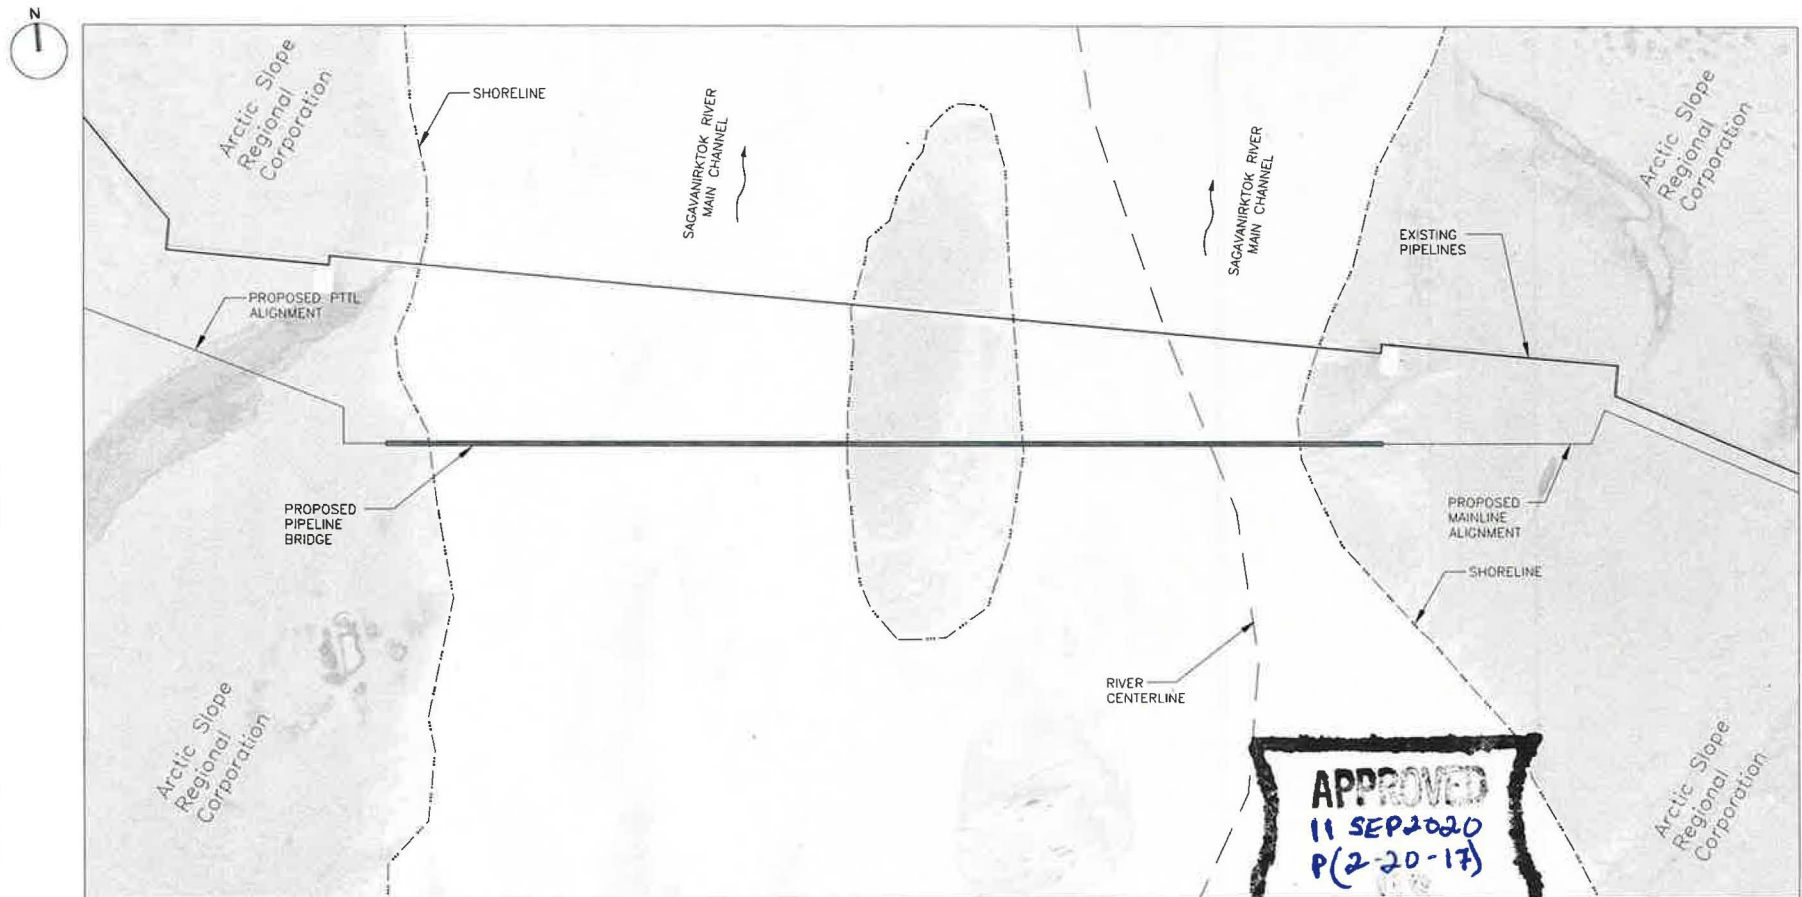 N
Arctic Slope
Regional
Corporation
SHORELINE
SAGAVANIRKTOK RIVER
MAIN CHANNEL
SAGAVANIRKTOK RIVER
MAIN CHANNEL
Arctic Slope
Regional
Corporation
EXISTING
PIPELINES
PROPOSED PTTL
ALIGNMENT
PROPOSED
PIPELINE
BRIDGE
PROPOSED
MAINLINE
ALIGNMENT
SHORELINE
RIVER
CENTERLINE
Arctic Slope
Regional
Corporation
Arctic Slope
Regional
Corporation
APPROVED
11 SEP 2020
P(2-20-17)